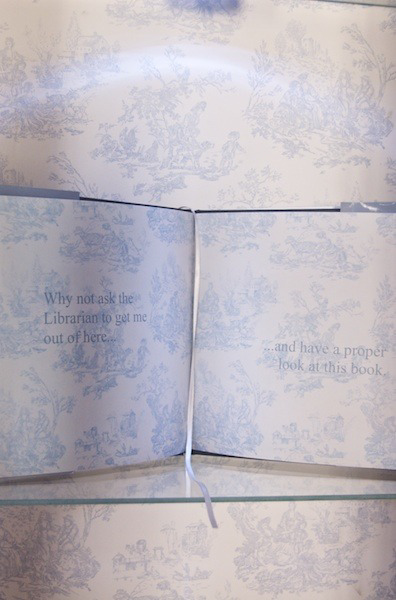 Why not ask the
Librarian to get me
out of here...
...and have a proper
look at this book.